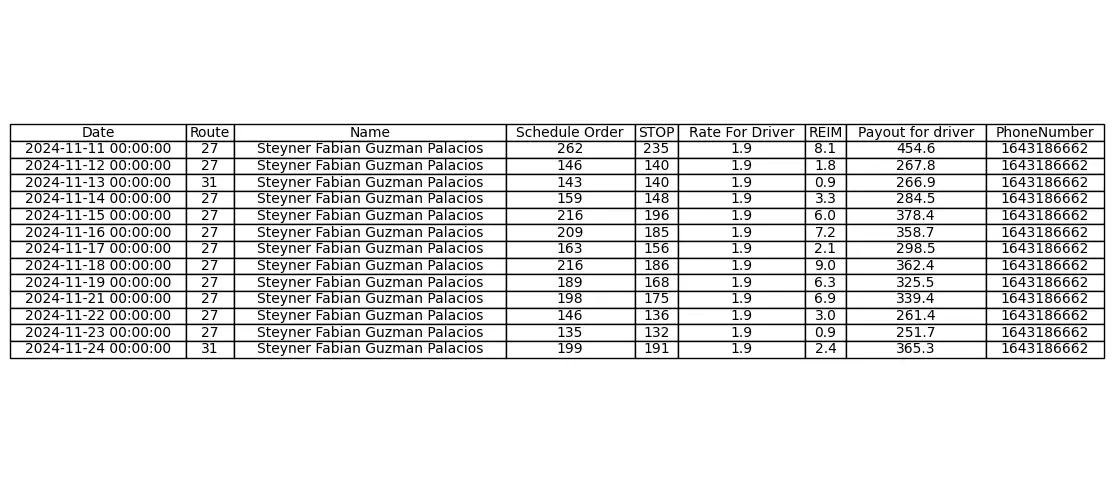 Date Route Name Schedule Order STOP Rate For Driver REIM Payout for driver PhoneNumber
2024-11-11 00:00:00 27 Steyner Fabian Guzman Palacios 262 235 1.9 8.1 454.6 1643186662
2024-11-12 00:00:00 27 Steyner Fabian Guzman Palacios 146 140 1.9 1.8 267.8 1643186662
2024-11-13 00:00:00 31 Steyner Fabian Guzman Palacios 143 140 1.9 0.9 266.9 1643186662
2024-11-14 00:00:00 27 Steyner Fabian Guzman Palacios 159 148 1.9 3.3 284.5 1643186662
2024-11-15 00:00:00 27 Steyner Fabian Guzman Palacios 216 196 1.9 6.0 378.4 1643186662
2024-11-16 00:00:00 27 Steyner Fabian Guzman Palacios 209 185 1.9 7.2 358.7 1643186662
2024-11-17 00:00:00 27 Steyner Fabian Guzman Palacios 163 156 1.9 2.1 298.5 1643186662
2024-11-18 00:00:00 27 Steyner Fabian Guzman Palacios 216 186 1.9 9.0 362.4 1643186662
2024-11-19 00:00:00 27 Steyner Fabian Guzman Palacios 189 168 1.9 6.3 325.5 1643186662
2024-11-21 00:00:00 27 Steyner Fabian Guzman Palacios 198 175 1.9 6.9 339.4 1643186662
2024-11-22 00:00:00 27 Steyner Fabian Guzman Palacios 146 136 1.9 3.0 261.4 1643186662
2024-11-23 00:00:00 27 Steyner Fabian Guzman Palacios 135 132 1.9 0.9 251.7 1643186662
2024-11-24 00:00:00 31 Steyner Fabian Guzman Palacios 199 191 1.9 2.4 365.3 1643186662